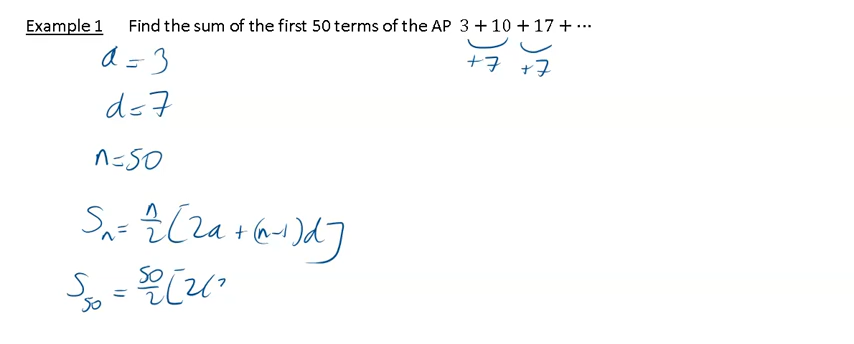 Example 1 Find the sum of the first 50 terms of the AP 3 + 10 + 17 + ⋯
+7 +7
a = 3
d = 7
n = 50
Sₙ = n/2 [2a + (n-1)d]
S₅₀ = 50/2 [2(